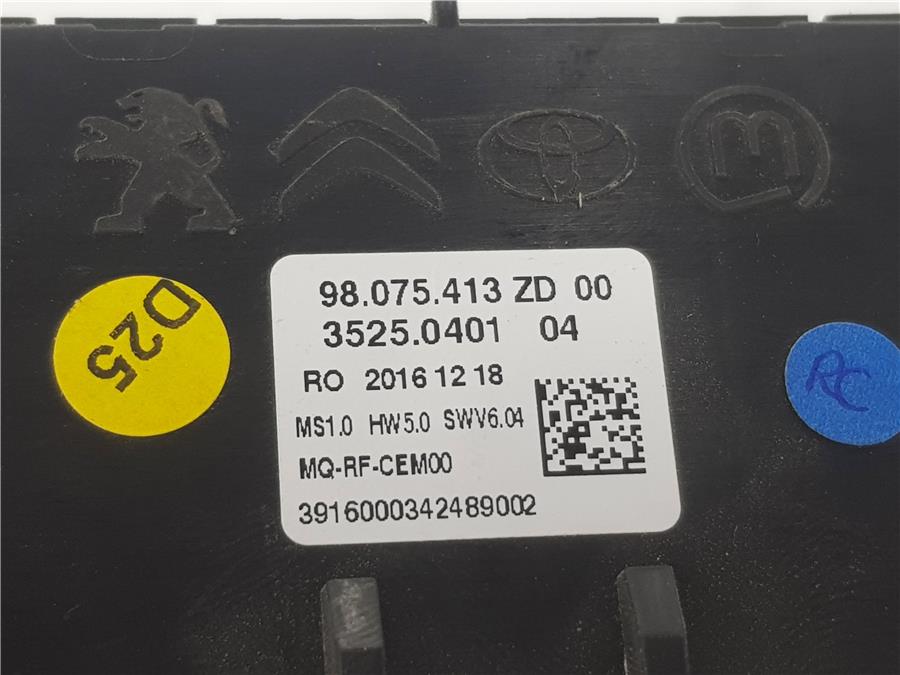 D25
98.075.413 ZD 00
3525.0401 04
RO 2016 12 18
MS1.0 HW5.0 SWV6.04
MQ-RF-CEM00
3916000342489002
RC